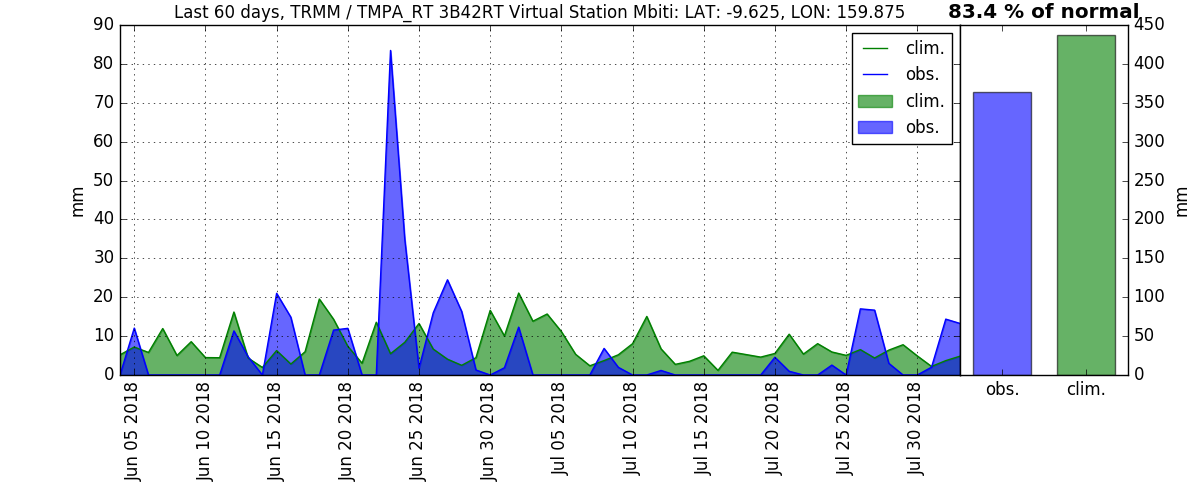 Last 60 days, TRMM / TMPA_RT 3B42RT Virtual Station Mbiti: LAT: -9.625, LON: 159.875
83.4 % of normal
90
80
70
60
50
40
30
20
10
0
mm
clim.
obs.
clim.
obs.
450
400
350
300
250
200
150
100
50
0
mm
obs.
clim.
Jun 05 2018
Jun 10 2018
Jun 15 2018
Jun 20 2018
Jun 25 2018
Jun 30 2018
Jul 05 2018
Jul 10 2018
Jul 15 2018
Jul 20 2018
Jul 25 2018
Jul 30 2018